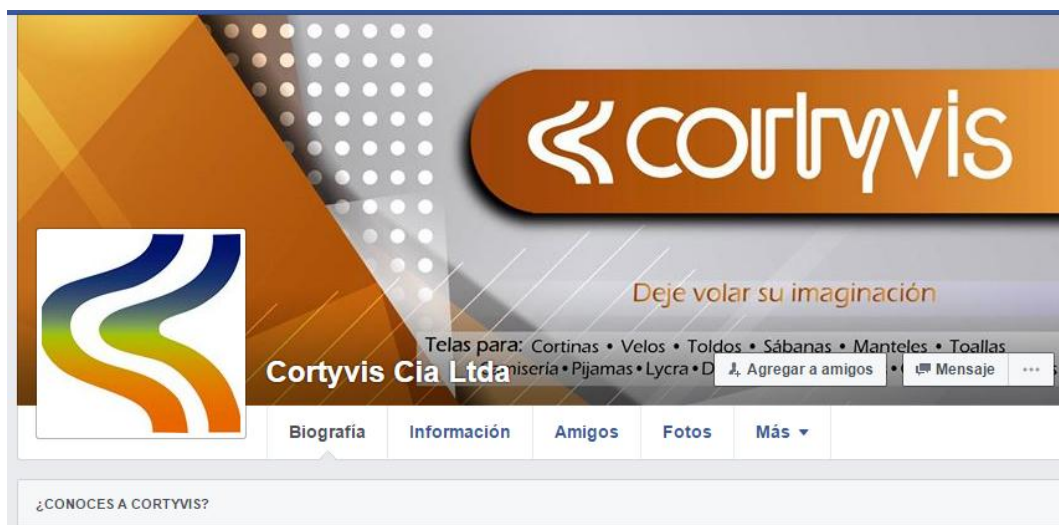 cortyvis
Deje volar su imaginación
Telas para: Cortinas • Velos • Toldos • Sábanas • Manteles • Toallas
• Pijamas • Lycra •
Cortyvis Cia Ltda
Agregar a amigos
Mensaje
Biografía
Información
Amigos
Fotos
Más
¿CONOCES A CORTYVIS?